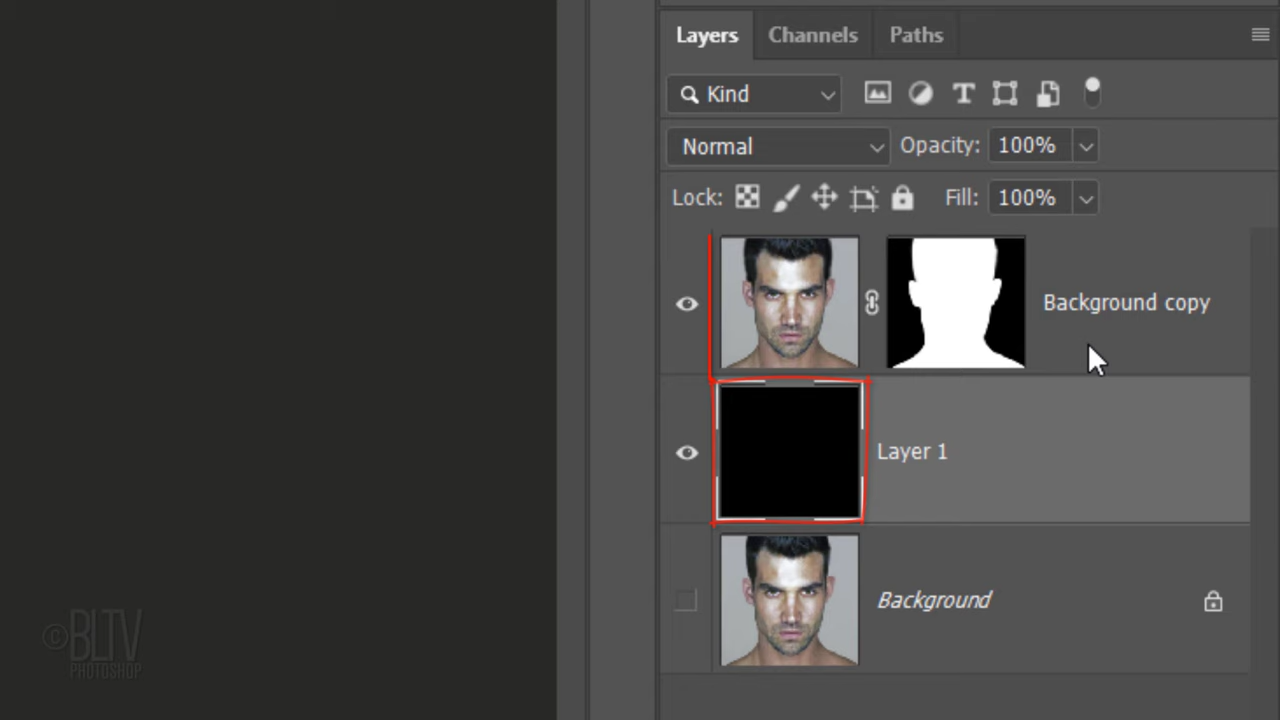 Layers Channels Paths
Kind
Normal Opacity: 100%
Lock: Fill: 100%
Background copy
Layer 1
Background
©BLTV
PHOTOSHOP